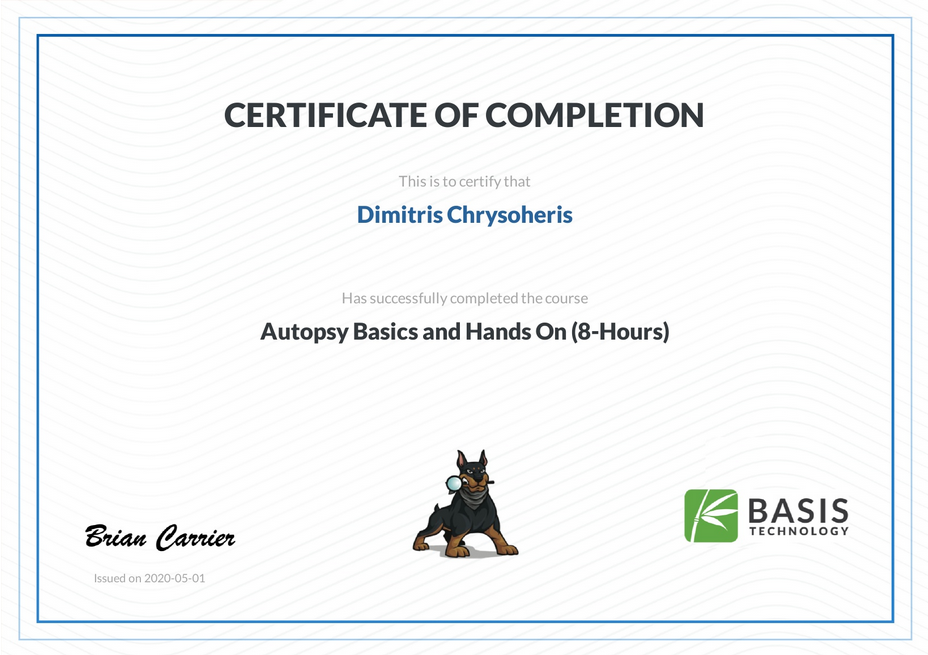 CERTIFICATE OF COMPLETION
This is to certify that
Dimitris Chrysoheris
Has successfully completed the course
Autopsy Basics and Hands On (8-Hours)
Brian Carrier
Issued on 2020-05-01
BASIS
TECHNOLOGY